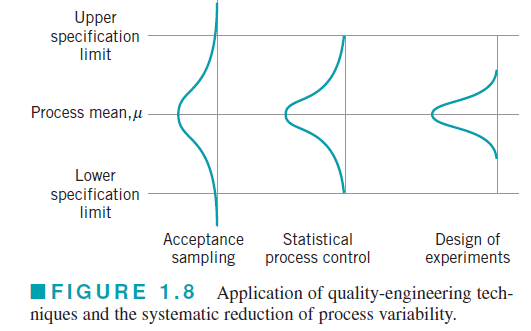 Upper
specification
limit
Process mean, μ
Lower
specification
limit
Acceptance
sampling
Statistical
process control
Design of
experiments
FIGURE 1.8 Application of quality-engineering tech-
niques and the systematic reduction of process variability.